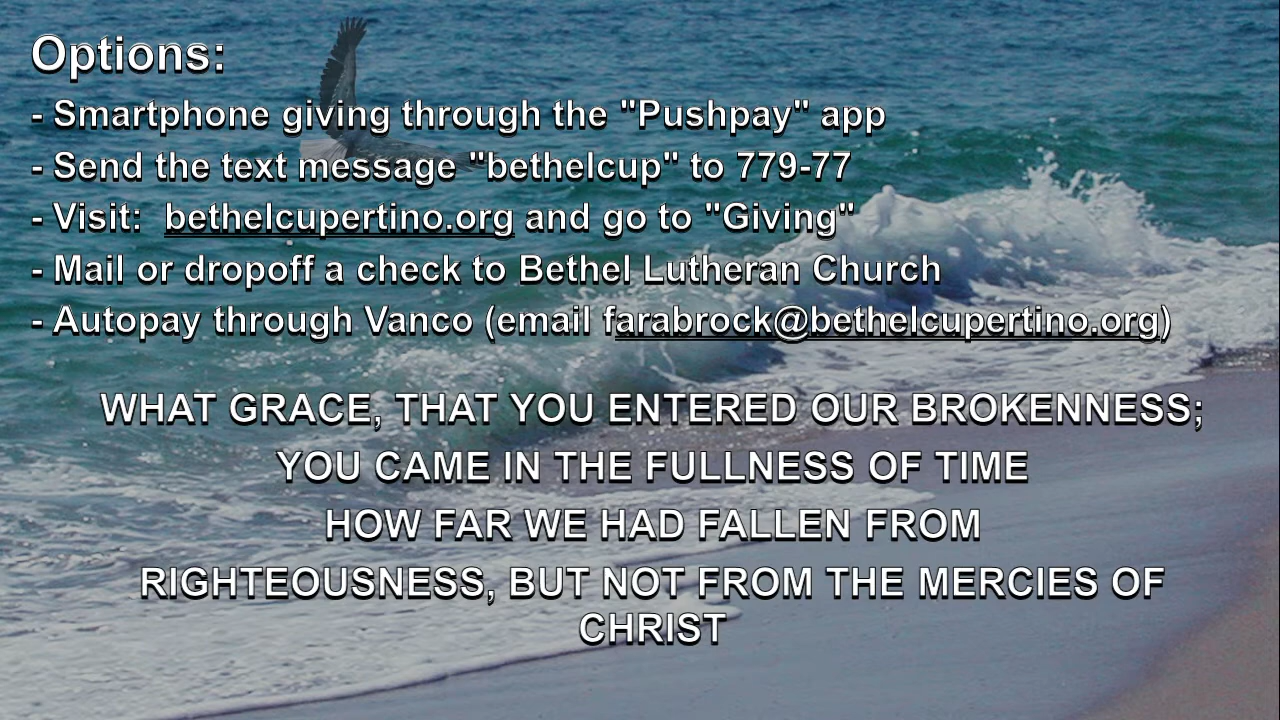 Options:
- Smartphone giving through the "Pushpay" app
- Send the text message "bethelcup" to 779-77
- Visit:  bethelcupertino.org and go to "Giving"
- Mail or dropoff a check to Bethel Lutheran Church
- Autopay through Vanco (email farabrock@bethelcupertino.org)
WHAT GRACE, THAT YOU ENTERED OUR BROKENNESS;
YOU CAME IN THE FULLNESS OF TIME
HOW FAR WE HAD FALLEN FROM
RIGHTEOUSNESS, BUT NOT FROM THE MERCIES OF
CHRIST